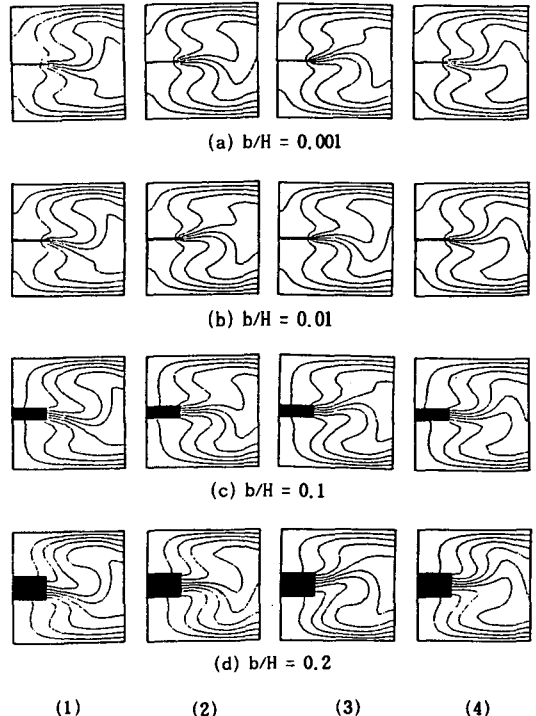 (a) b/H = 0.001
(b) b/H = 0.01
(c) b/H = 0.1
(d) b/H = 0.2
(1) (2) (3) (4)